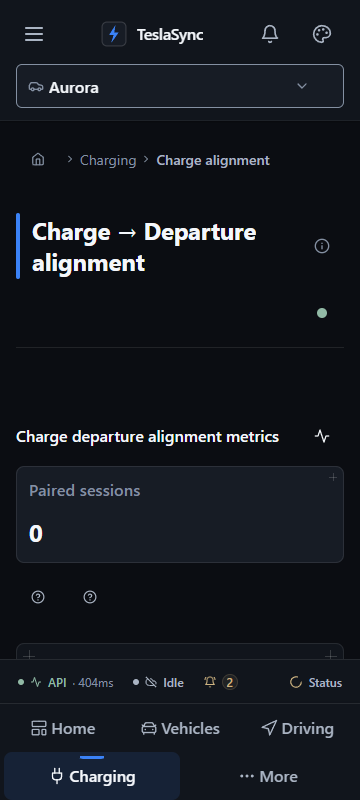 TeslaSync
Aurora
Charging
Charge alignment
Charge → Departure
alignment
Charge departure alignment metrics
Paired sessions
0
API · 404ms
Idle
2
Status
Home
Vehicles
Driving
Charging
More